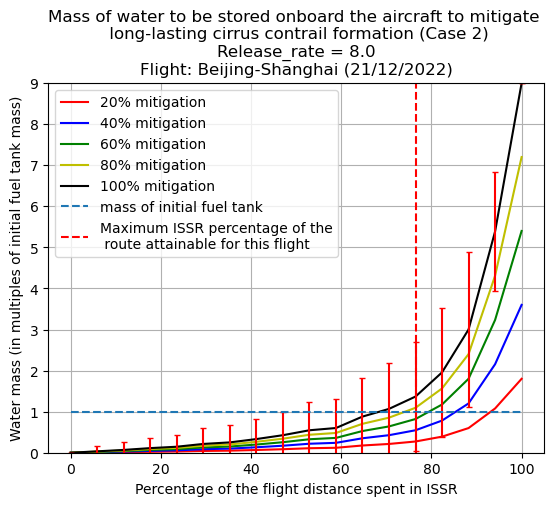 Mass of water to be stored onboard the aircraft to mitigate
long-lasting cirrus contrail formation (Case 2)
Release_rate = 8.0
Flight: Beijing-Shanghai (21/12/2022)
9
8
7
6
5
4
3
2
1
0
Water mass (in multiples of initial fuel tank mass)
20% mitigation
40% mitigation
60% mitigation
80% mitigation
100% mitigation
mass of initial fuel tank
Maximum ISSR percentage of the
route attainable for this flight
0 20 40 60 80 100
Percentage of the flight distance spent in ISSR